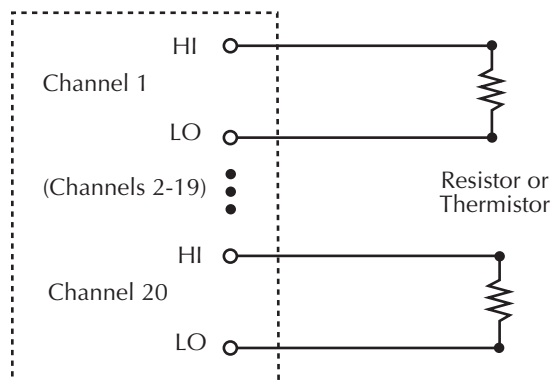 HI
Channel 1
LO
(Channels 2-19)
Resistor or
Thermistor
HI
Channel 20
LO